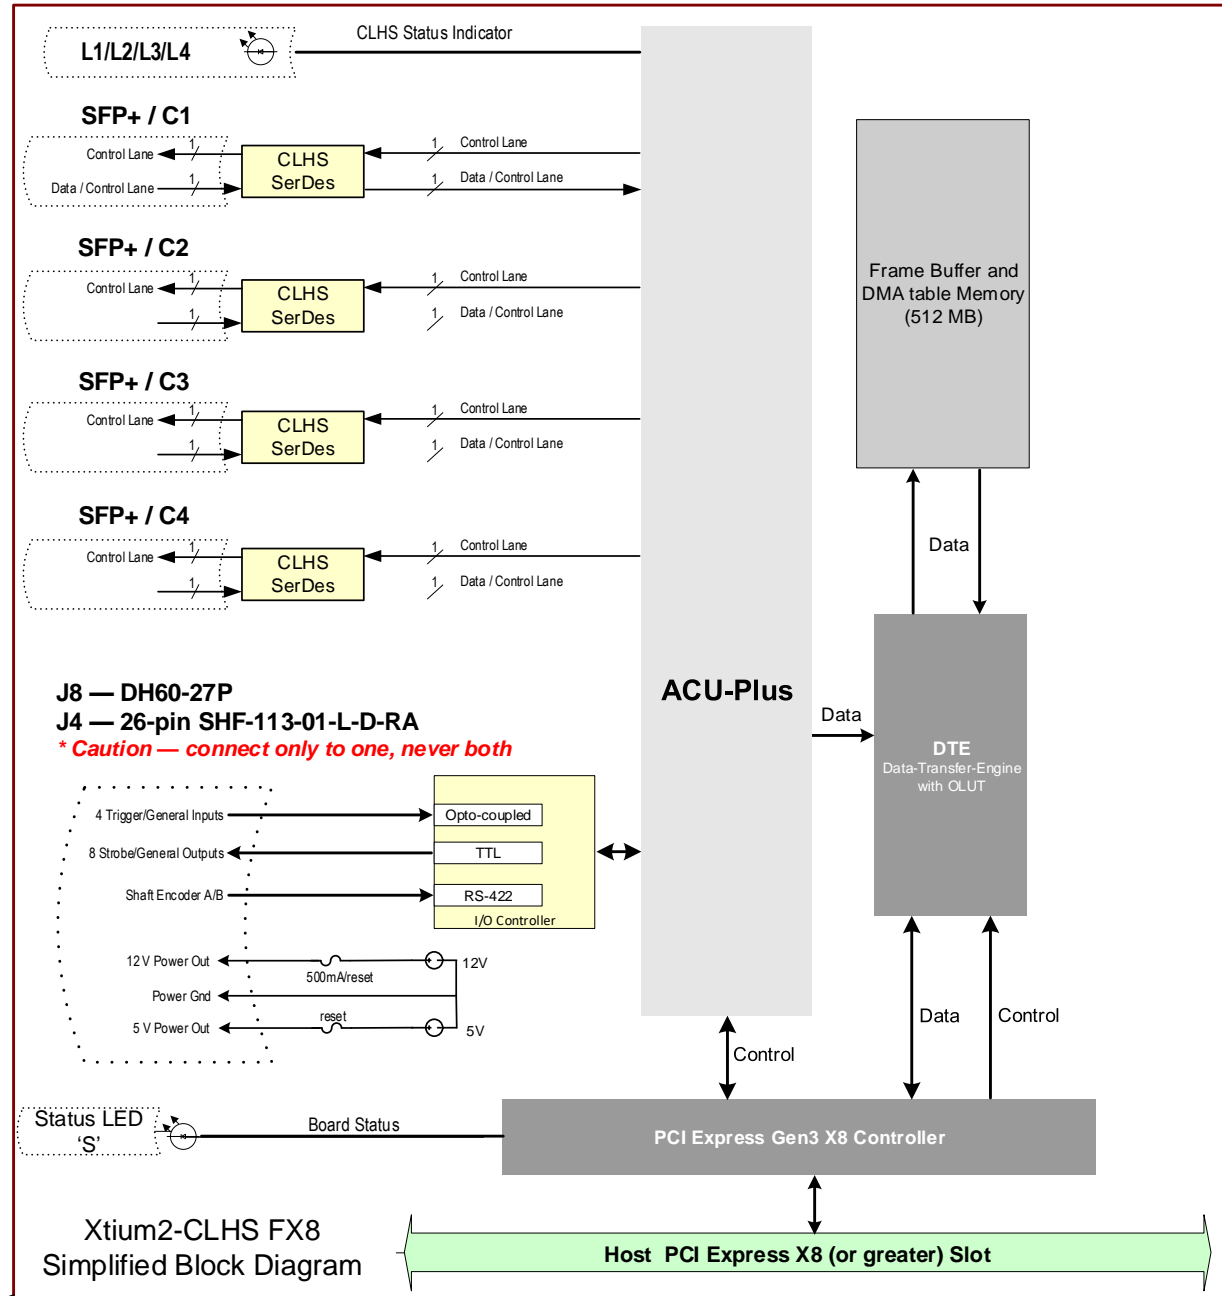 L1/L2/L3/L4
CLHS Status Indicator
SFP+ / C1
Control Lane
1
CLHS
SerDes
1
Control Lane
Data / Control Lane
1
1
Data / Control Lane
SFP+ / C2
Control Lane
1
CLHS
SerDes
1
Control Lane
1
1
Data / Control Lane
SFP+ / C3
Control Lane
1
CLHS
SerDes
1
Control Lane
1
1
Data / Control Lane
SFP+ / C4
Control Lane
1
CLHS
SerDes
1
Control Lane
1
1
Data / Control Lane
Frame Buffer and
DMA table Memory
(512 MB)
Data
ACU-Plus
Data
DTE
Data-Transfer-Engine
with OLUT
J8 — DH60-27P
J4 — 26-pin SHF-113-01-L-D-RA
* Caution — connect only to one, never both
4 Trigger/General Inputs
Opto-coupled
8 Strobe/General Outputs
TTL
Shaft Encoder A/B
RS-422
I/O Controller
12 V Power Out
500mA/reset
12V
Power Gnd
5 V Power Out
reset
5V
Control
Data
Control
Status LED
‘S’
Board Status
PCI Express Gen3 X8 Controller
Xtium2-CLHS FX8
Simplified Block Diagram
Host PCI Express X8 (or greater) Slot